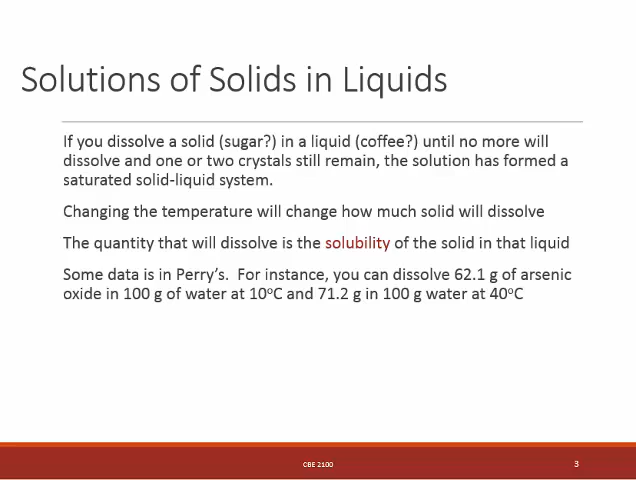 Solutions of Solids in Liquids
If you dissolve a solid (sugar?) in a liquid (coffee?) until no more will
dissolve and one or two crystals still remain, the solution has formed a
saturated solid-liquid system.
Changing the temperature will change how much solid will dissolve
The quantity that will dissolve is the solubility of the solid in that liquid
Some data is in Perry's.  For instance, you can dissolve 62.1 g of arsenic
oxide in 100 g of water at 10°C and 71.2 g in 100 g water at 40°C
CBE 2100
3